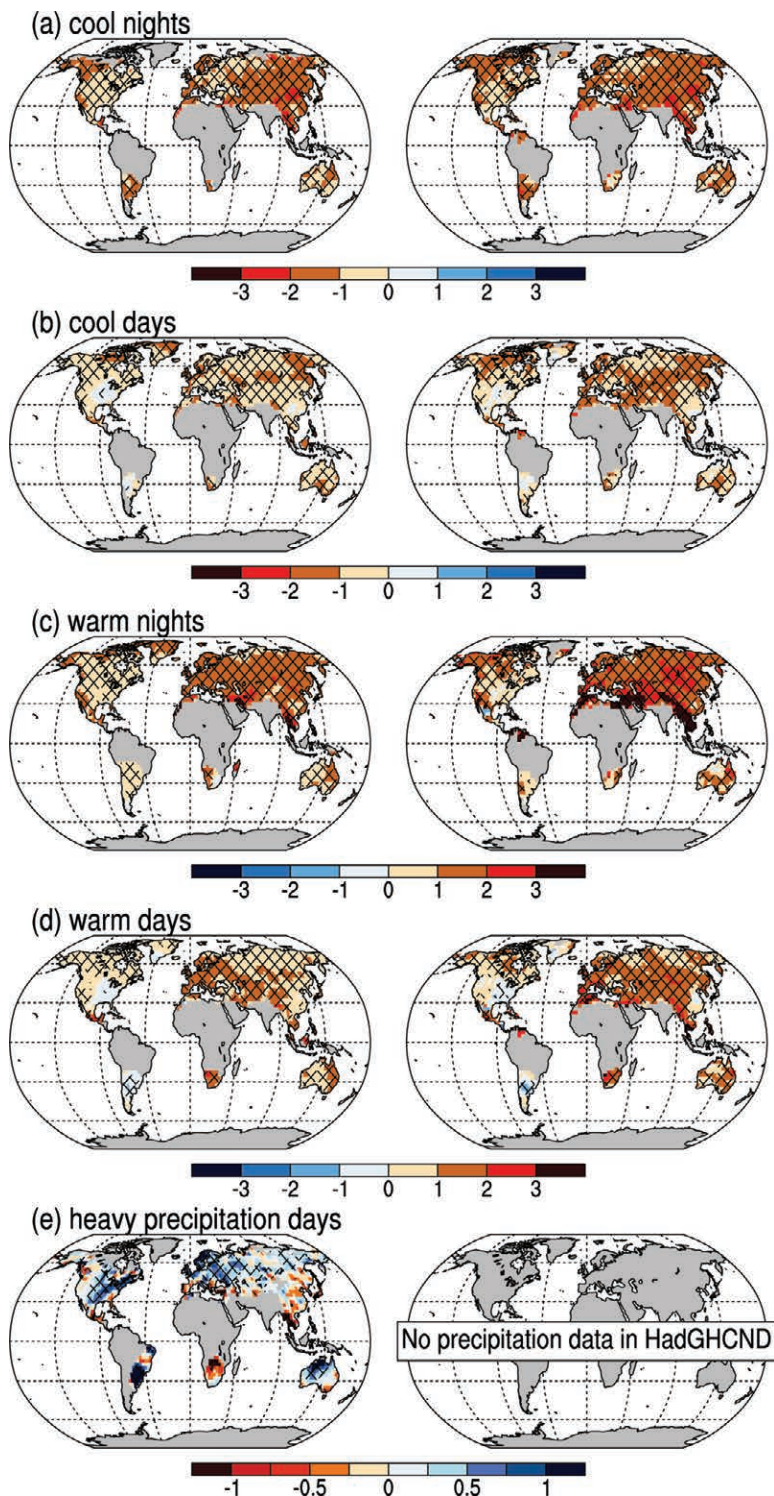 (a) cool nights
-3 -2 -1 0 1 2 3
(b) cool days
-3 -2 -1 0 1 2 3
(c) warm nights
-3 -2 -1 0 1 2 3
(d) warm days
-3 -2 -1 0 1 2 3
(e) heavy precipitation days
No precipitation data in HadGHCND
-1 -0.5 0 0.5 1